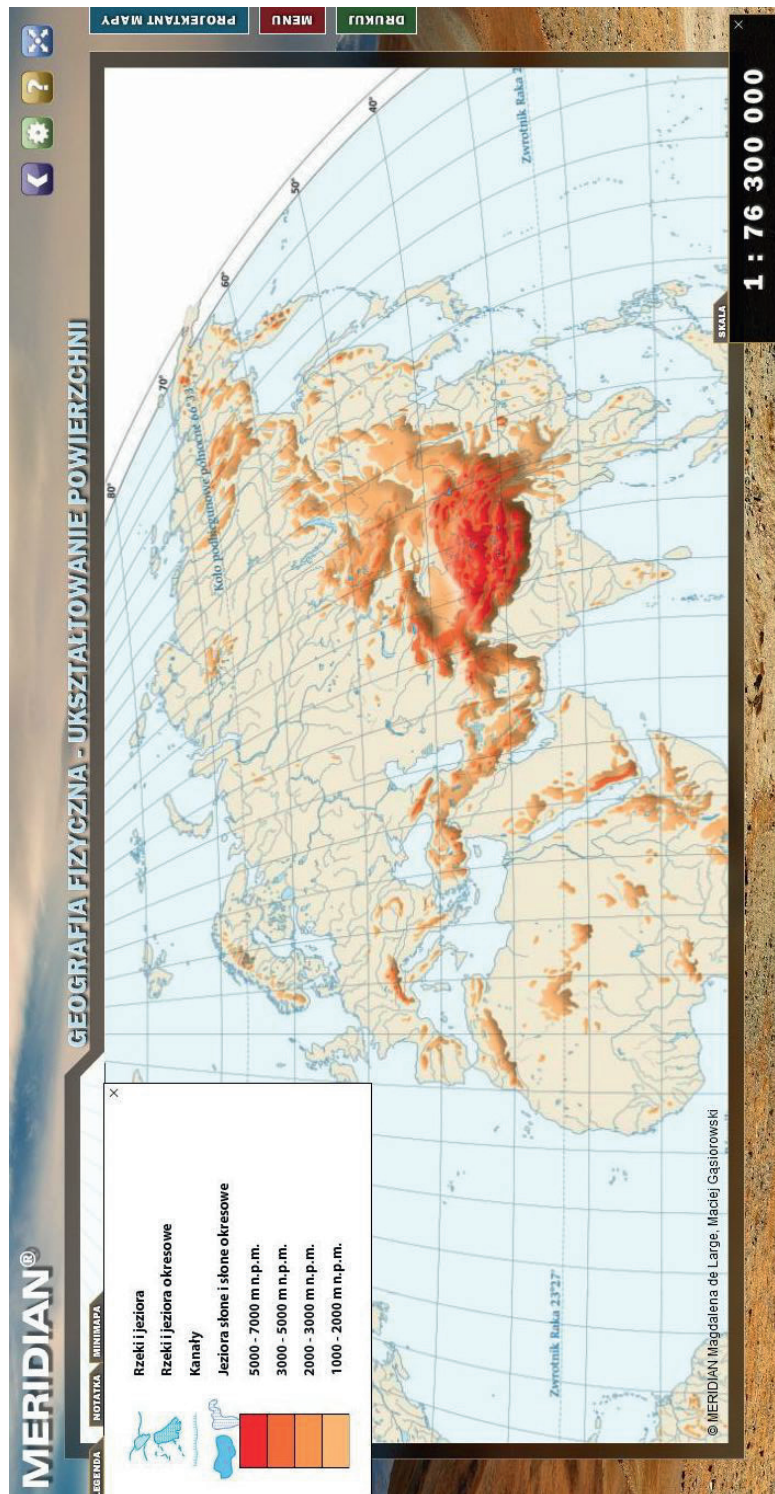 MERIDIAN®
GEOGRAFIA FIZYCZNA - UKSZTAŁTOWANIE POWIERZCHNI
?
LEGENDA
NOTATKA
MINIMAPA
×
Rzeki i jeziora
Rzeki i jeziora okresowe
Kanały
Jeziora słone i słone okresowe
5000 - 7000 m n.p.m.
3000 - 5000 m n.p.m.
2000 - 3000 m n.p.m.
1000 - 2000 m n.p.m.
80°
70°
60°
50°
40°
Koło podbiegunowe północne 66°33'
Zwrotnik Raka 2
Zwrotnik Raka 23°27'
© MERIDIAN Magdalena de Large, Maciej Gąsiorowski
PROJEKTANT MAPY
MENU
DRUKUJ
SKALA
×
1 : 76 300 000